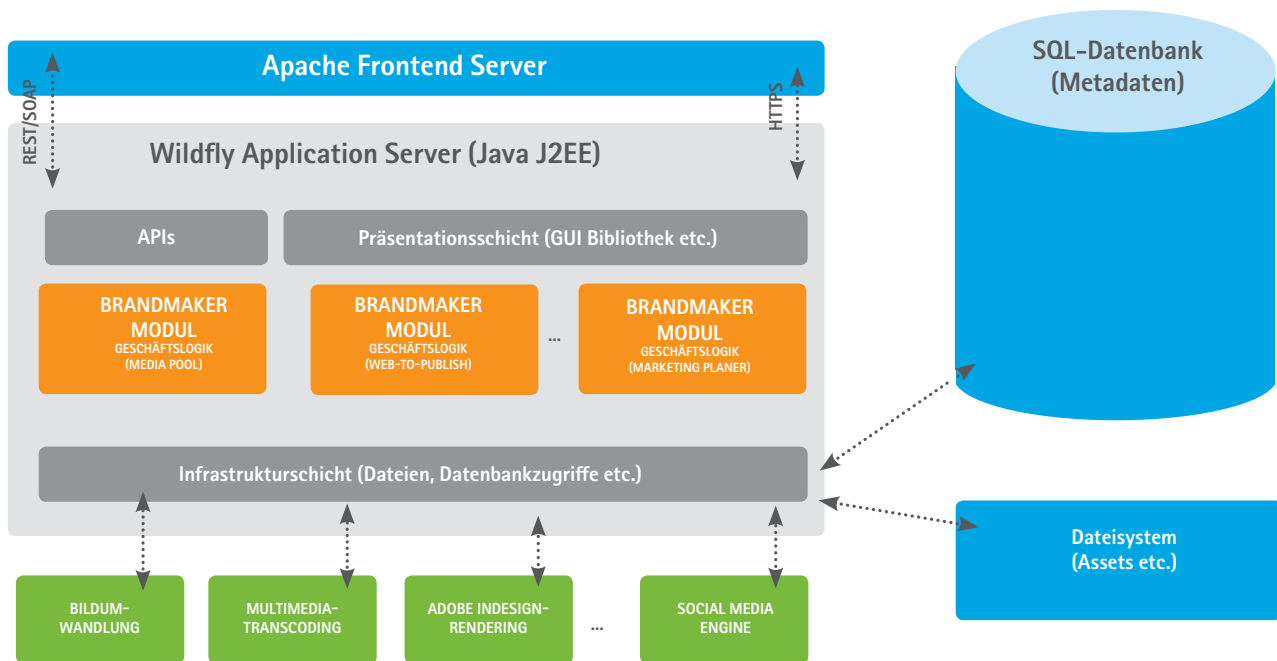 Apache Frontend Server
REST/SOAP
HTTPS
Wildfly Application Server (Java J2EE)
APIs
Präsentationsschicht (GUI Bibliothek etc.)
BRANDMAKER
MODUL
GESCHÄFTSLOGIK
(MEDIA POOL)
BRANDMAKER
MODUL
GESCHÄFTSLOGIK
(WEB-TO-PUBLISH)
...
BRANDMAKER
MODUL
GESCHÄFTSLOGIK
(MARKETING PLANER)
Infrastrukturschicht (Dateien, Datenbankzugriffe etc.)
BILDUM-
WANDLUNG
MULTIMEDIA-
TRANSCODING
ADOBE INDESIGN-
RENDERING
...
SOCIAL MEDIA
ENGINE
SQL-Datenbank
(Metadaten)
Dateisystem
(Assets etc.)